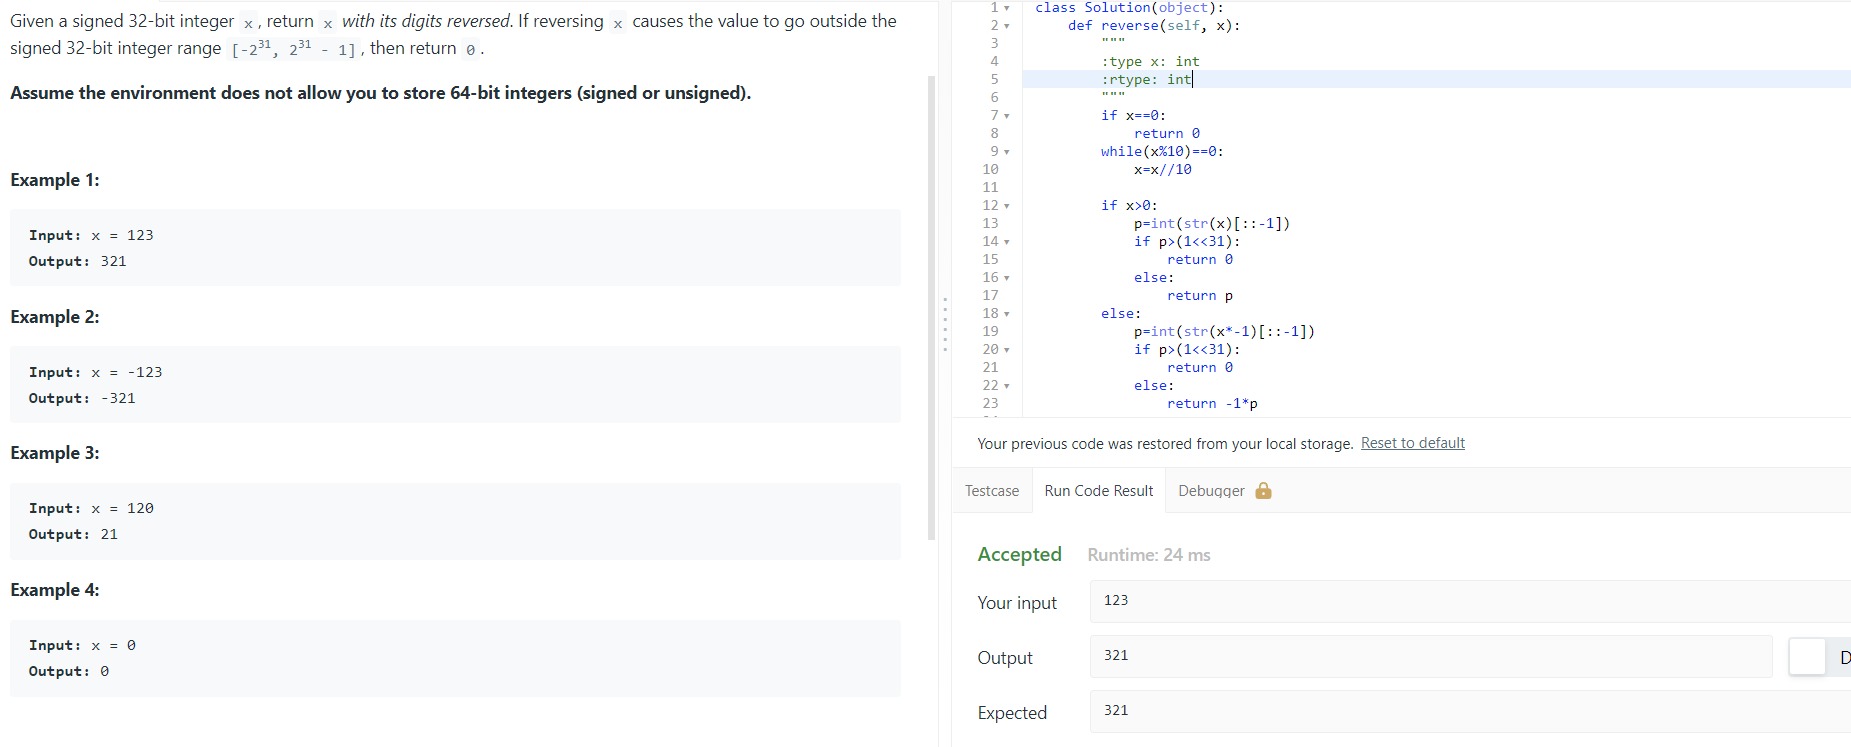 Given a signed 32-bit integer x, return x with its digits reversed. If reversing x causes the value to go outside the
signed 32-bit integer range [-2³¹, 2³¹ - 1], then return 0.
Assume the environment does not allow you to store 64-bit integers (signed or unsigned).
Example 1:
Input: x = 123
Output: 321
Example 2:
Input: x = -123
Output: -321
Example 3:
Input: x = 120
Output: 21
Example 4:
Input: x = 0
Output: 0
1 class Solution(object):
2     def reverse(self, x):
3         """
4         :type x: int
5         :rtype: int
6         """
7         if x==0:
8             return 0
9         while(x%10)==0:
10             x=x//10
11
12         if x>0:
13             p=int(str(x)[::-1])
14             if p>(1<<31):
15                 return 0
16             else:
17                 return p
18         else:
19             p=int(str(x*-1)[::-1])
20             if p>(1<<31):
21                 return 0
22             else:
23                 return -1*p
Your previous code was restored from your local storage. Reset to default
Testcase Run Code Result Debugger
Accepted Runtime: 24 ms
Your input 123
Output 321 D
Expected 321